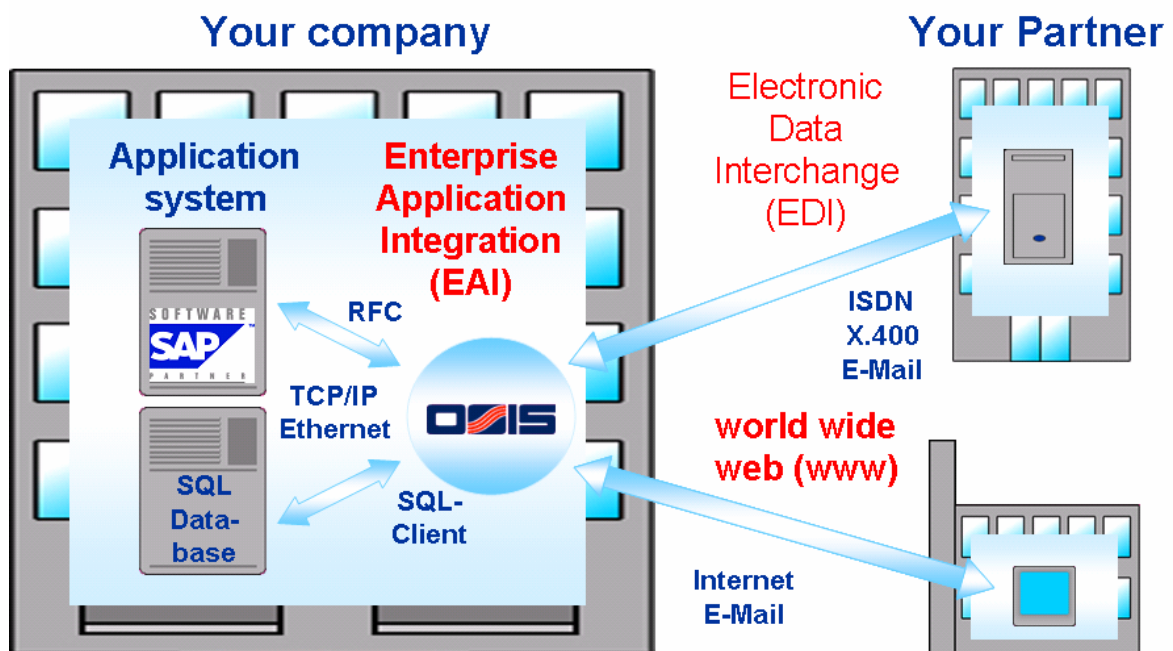 Your company
Your Partner
Application
system
Enterprise
Application
Integration
(EAI)
Electronic
Data
Interchange
(EDI)
SOFTWARE
SAP
TM
PARTNER
RFC
TCP/IP
Ethernet
OSIS
SQL
Data-
base
SQL-
Client
ISDN
X.400
E-Mail
world wide
web (www)
Internet
E-Mail